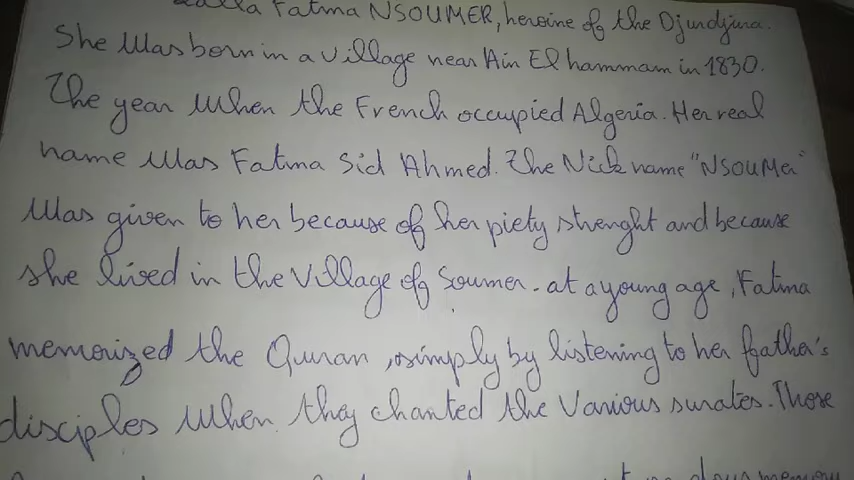 Fatma NSOUMER, heroine of the Djurdjura.
She Was born in a village near Ain El hammam in 1830.
The year When the French occupied Algeria. Her real
name Was Fatma Sid Ahmed. The Nick name "NSOUMer"
Was given to her because of her piety strenght and because
she lived in the village of Soumer. at a young age, Fatma
memorized the Quran, simply by listening to her father's
disciples When they chanted the Various surates. Those
memory